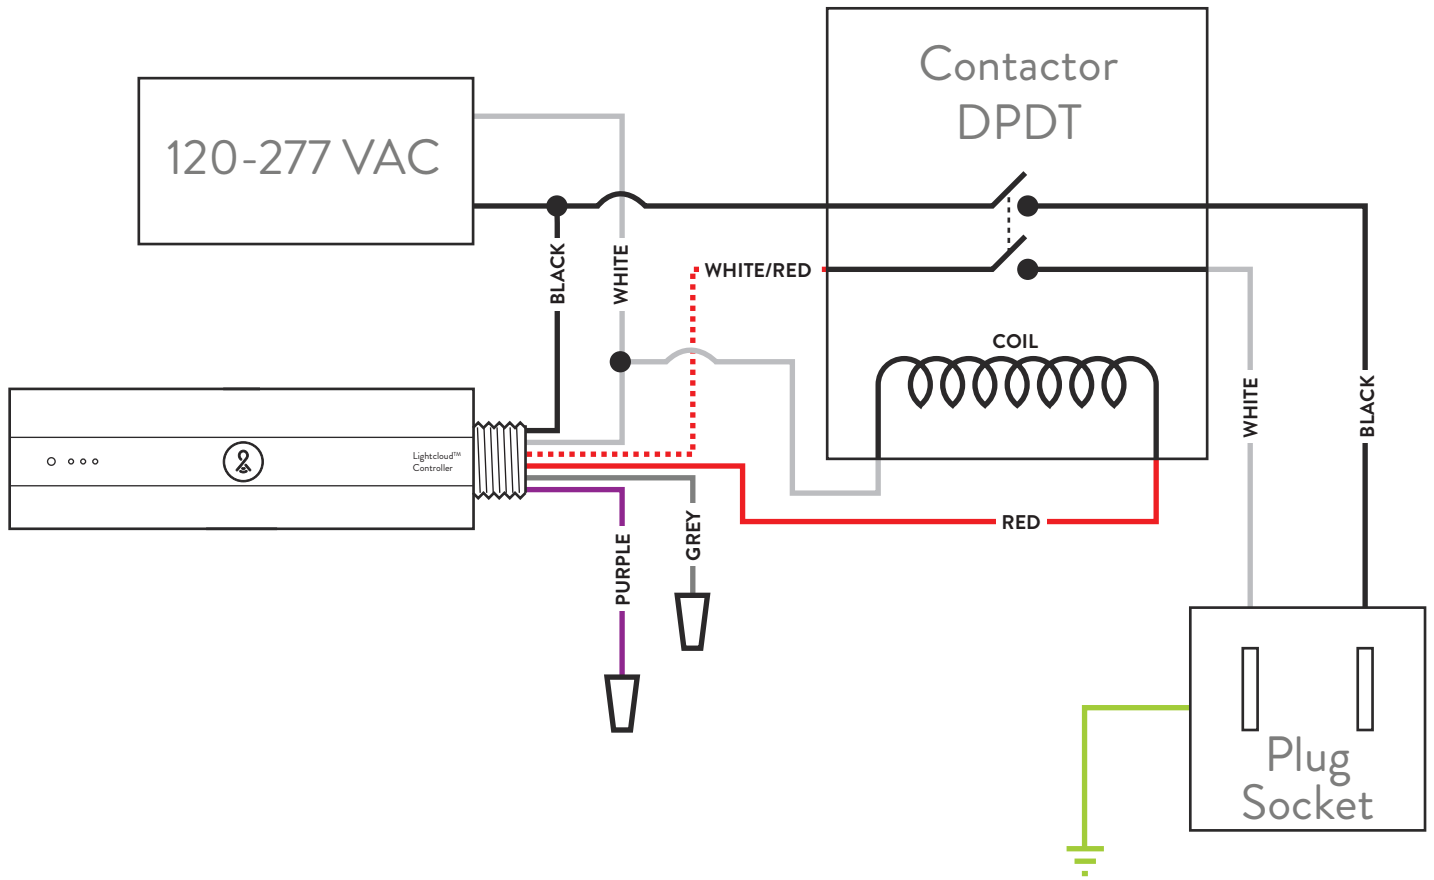 Contactor
DPDT
120-277 VAC
BLACK
WHITE
WHITE/RED
COIL
WHITE
BLACK
Lightcloud™
Controller
RED
GREY
PURPLE
Plug
Socket